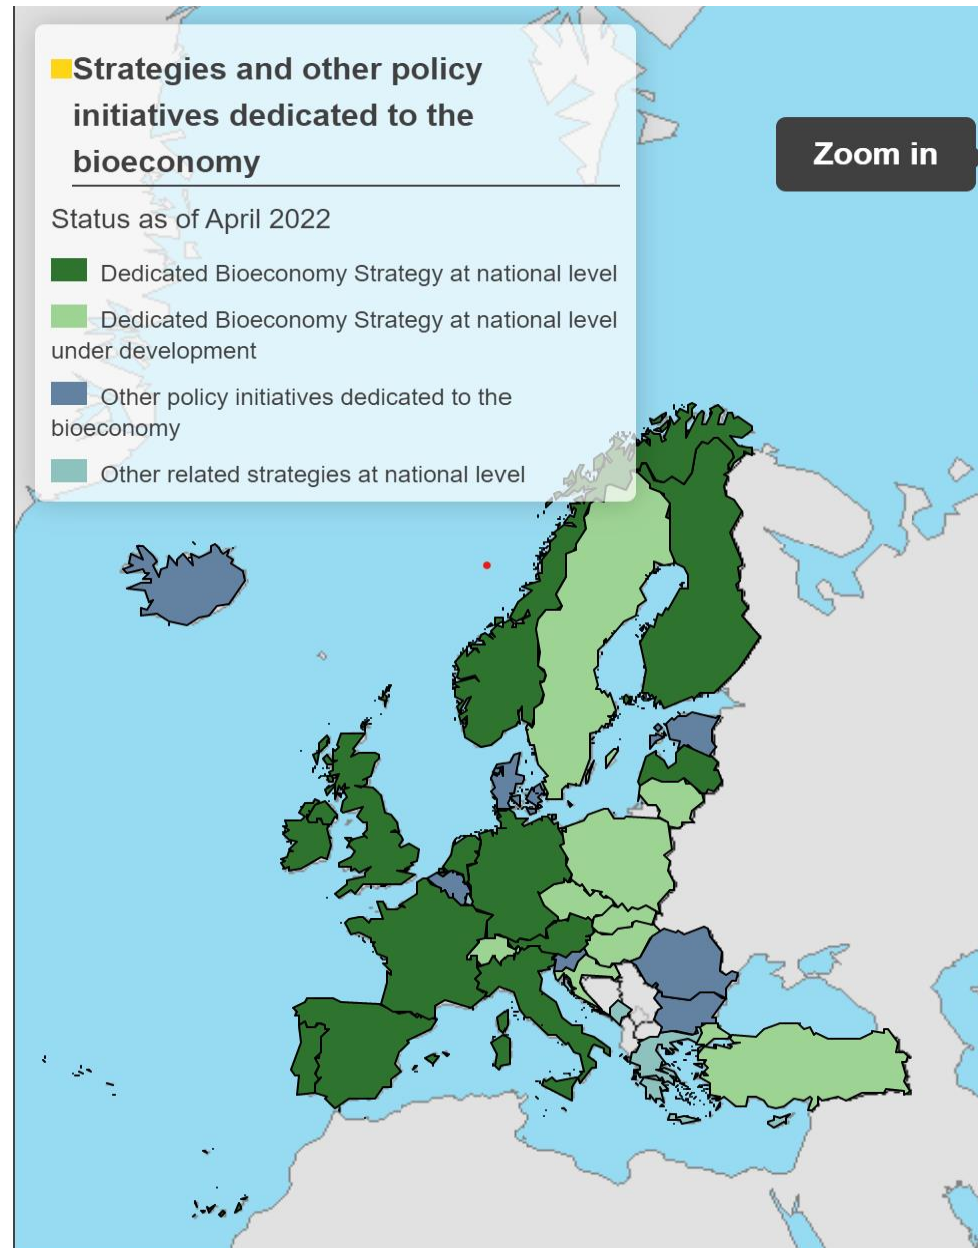 Strategies and other policy
initiatives dedicated to the
bioeconomy
Zoom in
Status as of April 2022
Dedicated Bioeconomy Strategy at national level
Dedicated Bioeconomy Strategy at national level
under development
Other policy initiatives dedicated to the
bioeconomy
Other related strategies at national level